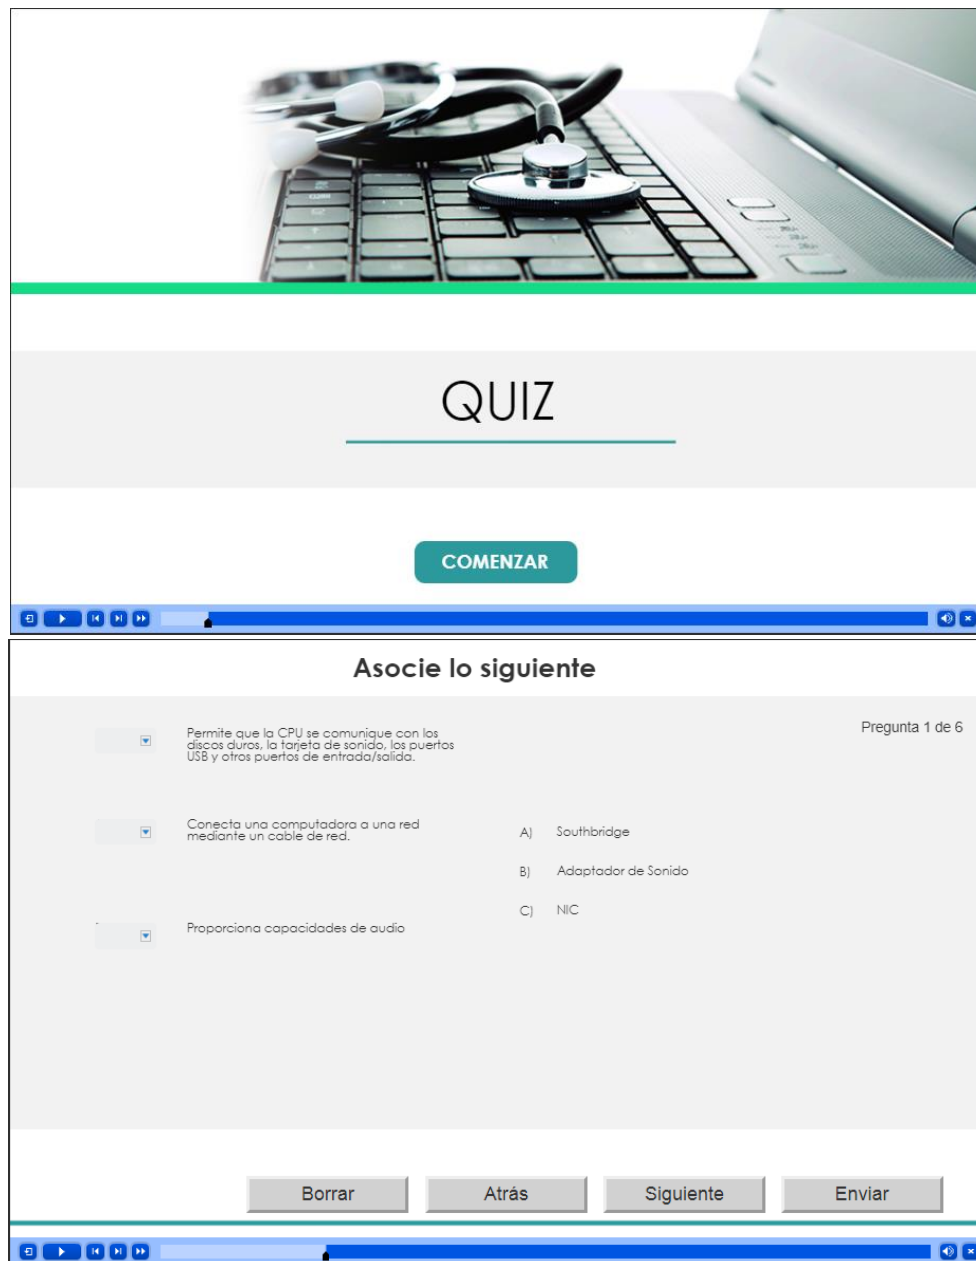 QUIZ
COMENZAR
Asocie lo siguiente
Pregunta 1 de 6
Permite que la CPU se comunique con los
discos duros, la tarjeta de sonido, los puertos
USB y otros puertos de entrada/salida.
Conecta una computadora a una red
mediante un cable de red.
Proporciona capacidades de audio
A) Southbridge
B) Adaptador de Sonido
C) NIC
Borrar Atrás Siguiente Enviar